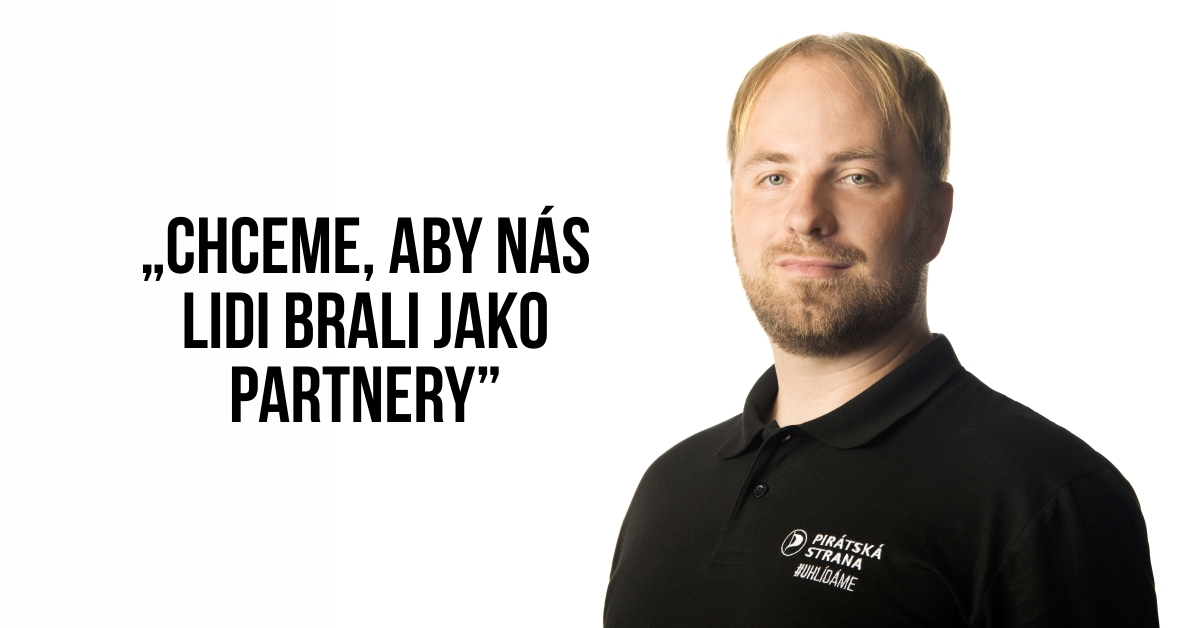 „CHCEME, ABY NÁS
LIDI BRALI JAKO
PARTNERY”
PIRÁTSKÁ
STRANA
#UHLÍDÁME